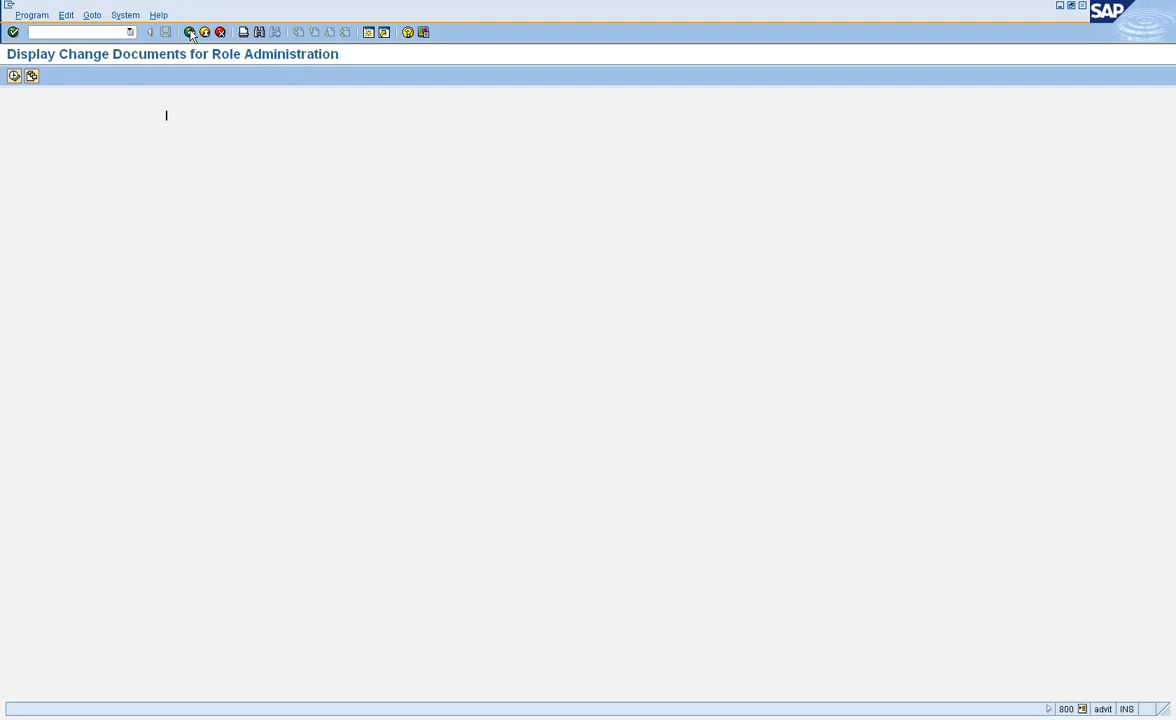 Program Edit Goto System Help
SAP
Display Change Documents for Role Administration
800 advit INS